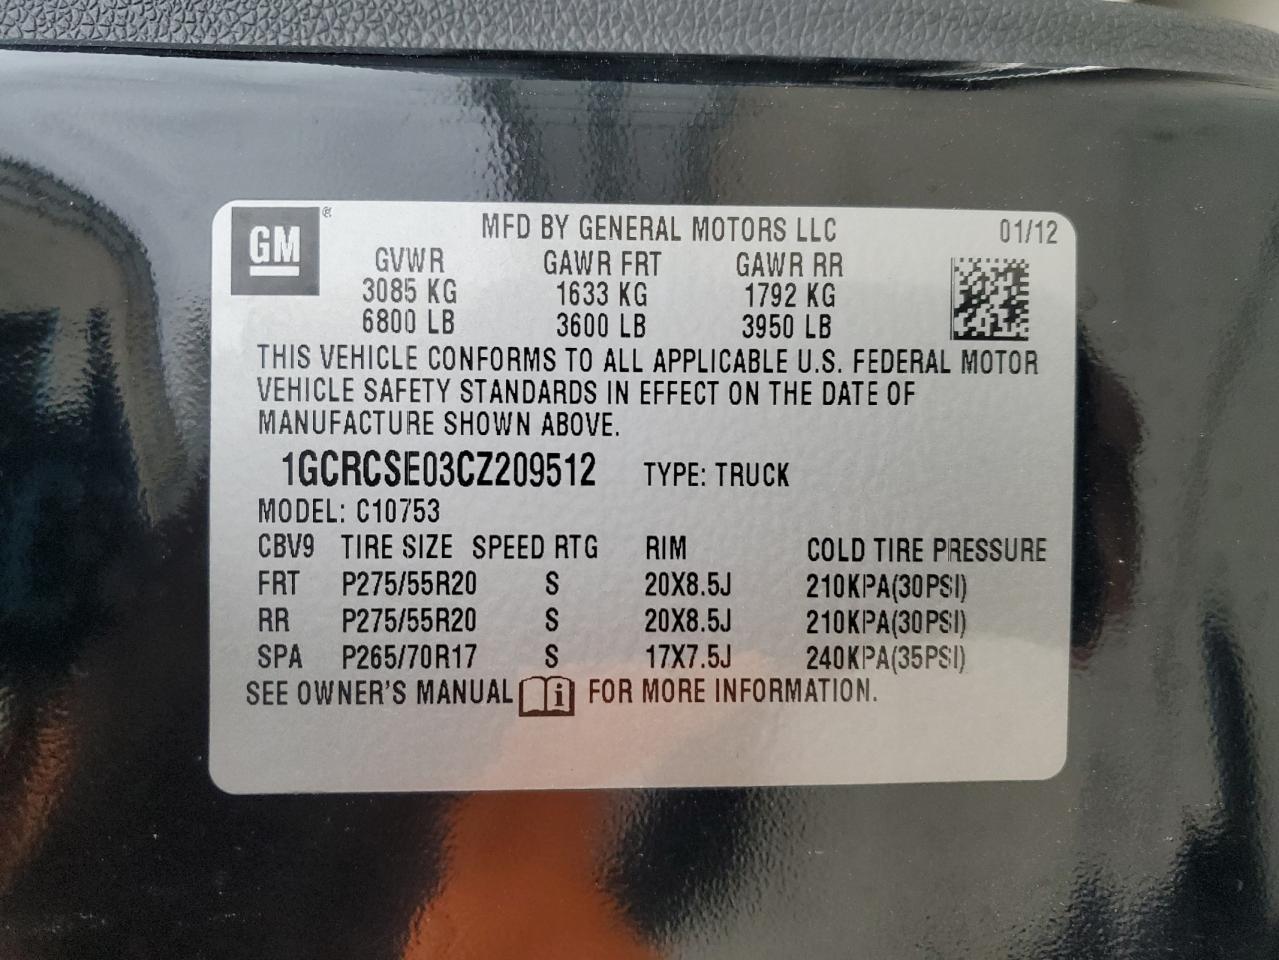 GM
MFD BY GENERAL MOTORS LLC 01/12
GVWR GAWR FRT GAWR RR
3085 KG 1633 KG 1792 KG
6800 LB 3600 LB 3950 LB
THIS VEHICLE CONFORMS TO ALL APPLICABLE U.S. FEDERAL MOTOR
VEHICLE SAFETY STANDARDS IN EFFECT ON THE DATE OF
MANUFACTURE SHOWN ABOVE.
1GCRCSE03CZ209512 TYPE: TRUCK
MODEL: C10753
CBV9 TIRE SIZE SPEED RTG RIM COLD TIRE PRESSURE
FRT P275/55R20 S 20X8.5J 210KPA(30PSI)
RR P275/55R20 S 20X8.5J 210KPA(30PSI)
SPA P265/70R17 S 17X7.5J 240KPA(35PSI)
SEE OWNER'S MANUAL FOR MORE INFORMATION.